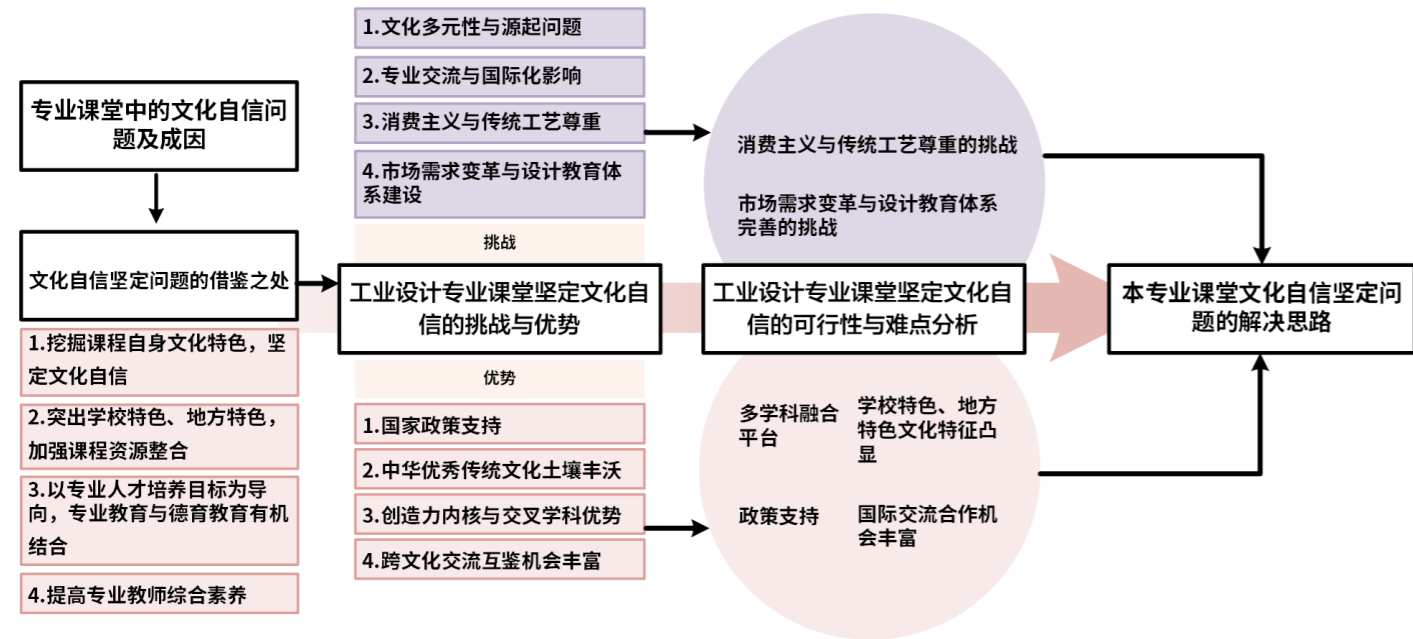 专业课堂中的文化自信问
题及成因
文化自信坚定问题的借鉴之处
1.挖掘课程自身文化特色，坚
定文化自信
2.突出学校特色、地方特色，
加强课程资源整合
3.以专业人才培养目标为导
向，专业教育与德育教育有机
结合
4.提高专业教师综合素养
1.文化多元性与源起问题
2.专业交流与国际化影响
3.消费主义与传统工艺尊重
4.市场需求变革与设计教育体
系建设
挑战
工业设计专业课堂坚定文化自
信的挑战与优势
优势
1.国家政策支持
2.中华优秀传统文化土壤丰沃
3.创造力内核与交叉学科优势
4.跨文化交流互鉴机会丰富
消费主义与传统工艺尊重的挑战
市场需求变革与设计教育体系
完善的挑战
工业设计专业课堂坚定文化自
信的可行性与难点分析
多学科融合
平台
学校特色、地方
特色文化特征凸
显
政策支持
国际交流合作机
会丰富
本专业课堂文化自信坚定问
题的解决思路